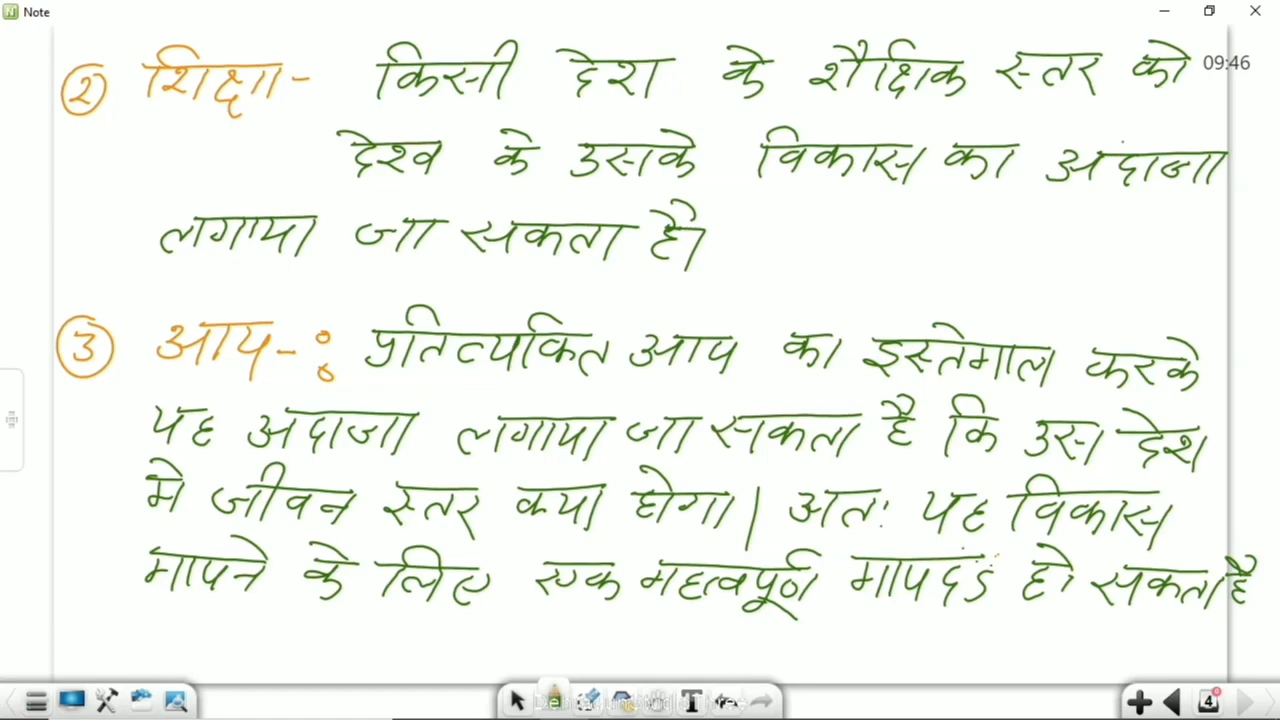 Note
09:46
② शिक्षा- किसी देश के शैक्षिक स्तर को
देख के उसके विकास का अंदाजा
लगाया जा सकता है।
③ आय-: प्रतिव्यक्ति आय का इस्तेमाल करके
यह अंदाजा लगाया जा सकता है कि उस देश
मे जीवन स्तर क्या होगा। अतः यह विकास
मापने के लिए एक महत्वपूर्ण मापदंड हो सकता है
4